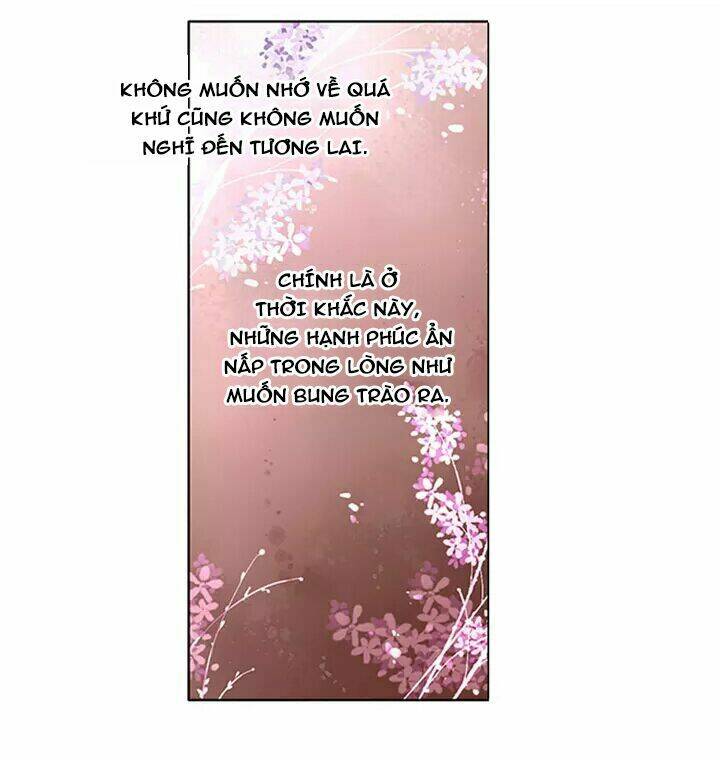 KHÔNG MUỐN NHỚ VỀ QUÁ
KHỨ CŨNG KHÔNG MUỐN
NGHĨ ĐẾN TƯƠNG LAI.
CHÍNH LÀ Ở
THỜI KHẮC NÀY,
NHỮNG HẠNH PHÚC ẨN
NẤP TRONG LÒNG NHƯ
MUỐN BUNG TRÀO RA.